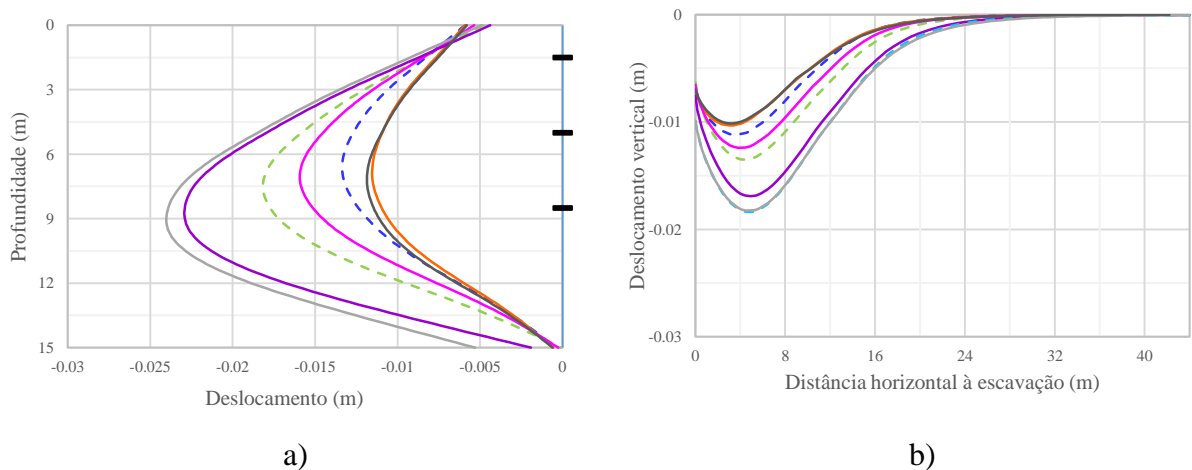 0
3
6
9
12
15
Profundidade (m)
-0.03 -0.025 -0.02 -0.015 -0.01 -0.005 0
Deslocamento (m)
a)
0
-0.01
-0.02
-0.03
Deslocamento vertical (m)
0 8 16 24 32 40
Distância horizontal à escavação (m)
b)